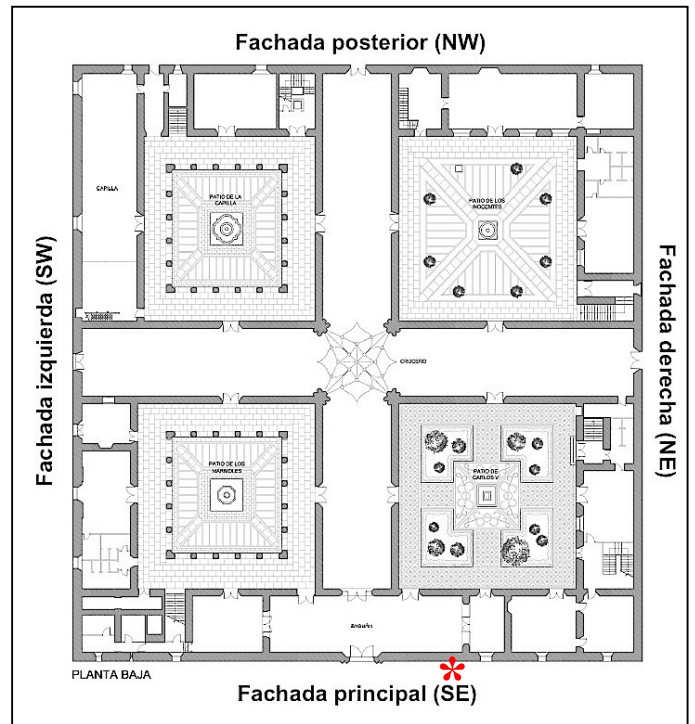 Fachada posterior (NW)
CAPILLA
PATIO DE LA
CAPILLA
PATIO DE LOS
INOCENTES
Fachada izquierda (SW)
Fachada derecha (NE)
CRUCERO
PATIO DE LOS
MÁRMOLES
PATIO DE
CARLOS V
ZAGUÁN
PLANTA BAJA
Fachada principal (SE)